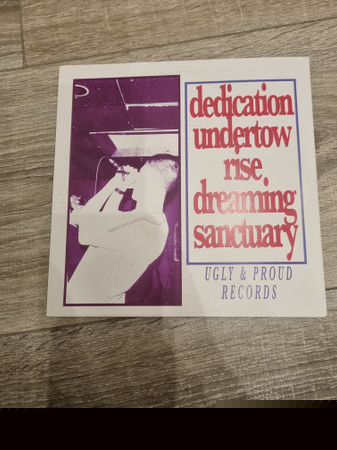 dedication
undertow
rise
dreaming
sanctuary
UGLY & PROUD
RECORDS